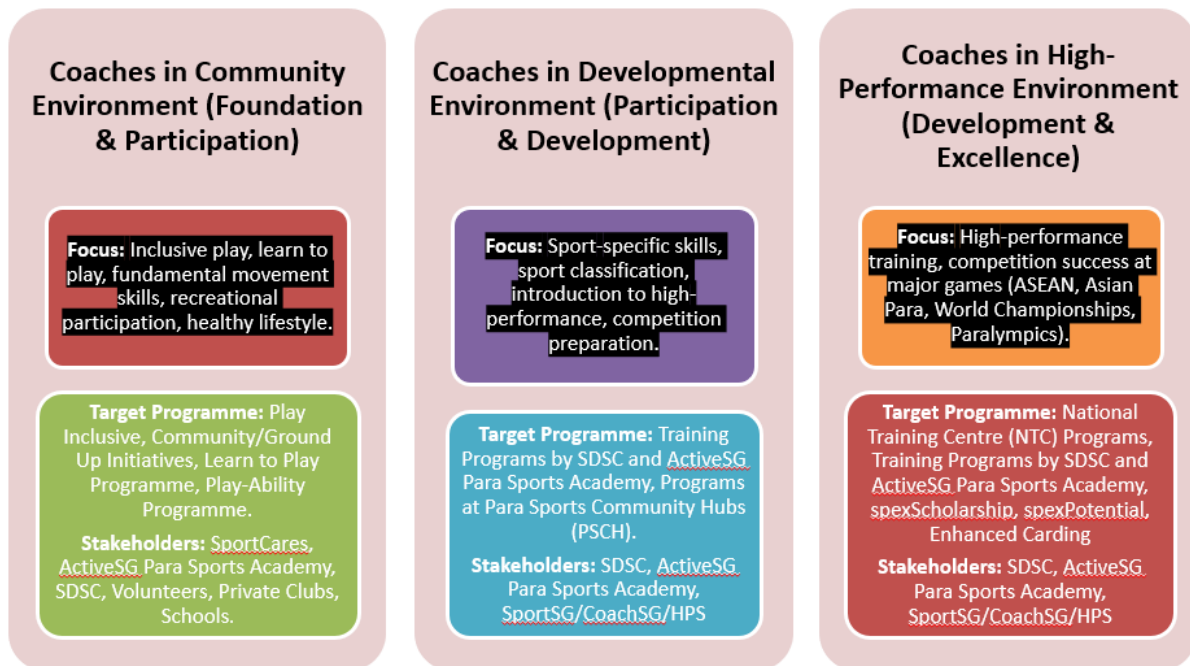 Coaches in Community
Environment (Foundation
& Participation)
Focus: Inclusive play, learn to
play, fundamental movement
skills, recreational
participation, healthy lifestyle.
Target Programme: Play
Inclusive, Community/Ground
Up Initiatives, Learn to Play
Programme, Play-Ability
Programme.
Stakeholders: SportCares,
ActiveSG Para Sports Academy,
SDSC, Volunteers, Private Clubs,
Schools.
Coaches in Developmental
Environment (Participation
& Development)
Focus: Sport-specific skills,
sport classification,
introduction to high-
performance, competition
preparation.
Target Programme: Training
Programs by SDSC and ActiveSG
Para Sports Academy, Programs
at Para Sports Community Hubs
(PSCH).
Stakeholders: SDSC, ActiveSG
Para Sports Academy,
SportSG/CoachSG/HPS
Coaches in High-
Performance Environment
(Development &
Excellence)
Focus: High-performance
training, competition success at
major games (ASEAN, Asian
Para, World Championships,
Paralympics).
Target Programme: National
Training Centre (NTC) Programs,
Training Programs by SDSC and
ActiveSG Para Sports Academy,
spexScholarship, spexPotential,
Enhanced Carding
Stakeholders: SDSC, ActiveSG
Para Sports Academy,
SportSG/CoachSG/HPS